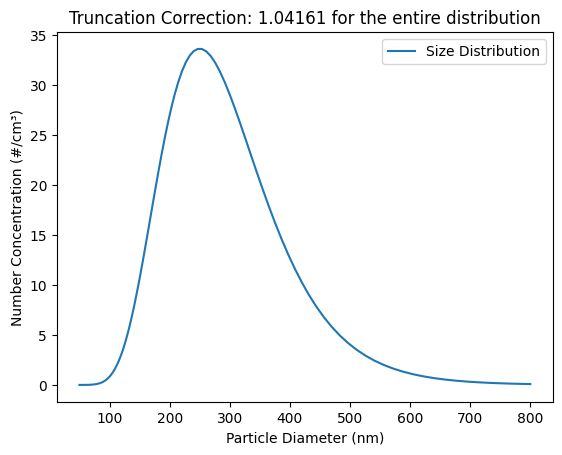 Truncation Correction: 1.04161 for the entire distribution
Size Distribution
Number Concentration (#/cm³)
35
30
25
20
15
10
5
0
100 200 300 400 500 600 700 800
Particle Diameter (nm)